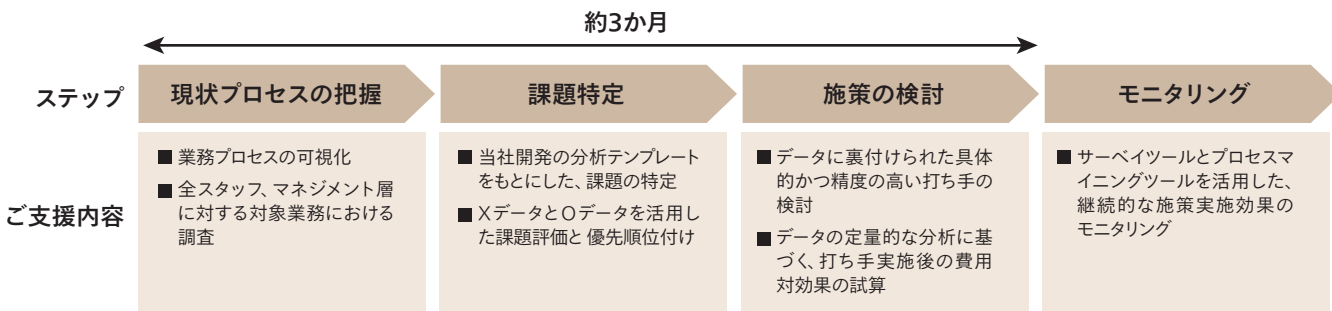 約3か月
ステップ
現状プロセスの把握
課題特定
施策の検討
モニタリング
ご支援内容
■ 業務プロセスの可視化
■ 全スタッフ、マネジメント層
に対する対象業務における
調査
■ 当社開発の分析テンプレート
をもとにした、課題の特定
■ XデータとOデータを活用し
た課題評価と優先順位付け
■ データに裏付けられた具体
的かつ精度の高い打ち手の
検討
■ データの定量的な分析に基
づく、打ち手実施後の費用
対効果の試算
■ サーベイツールとプロセスマ
イニングツールを活用した、
継続的な施策実施効果の
モニタリング